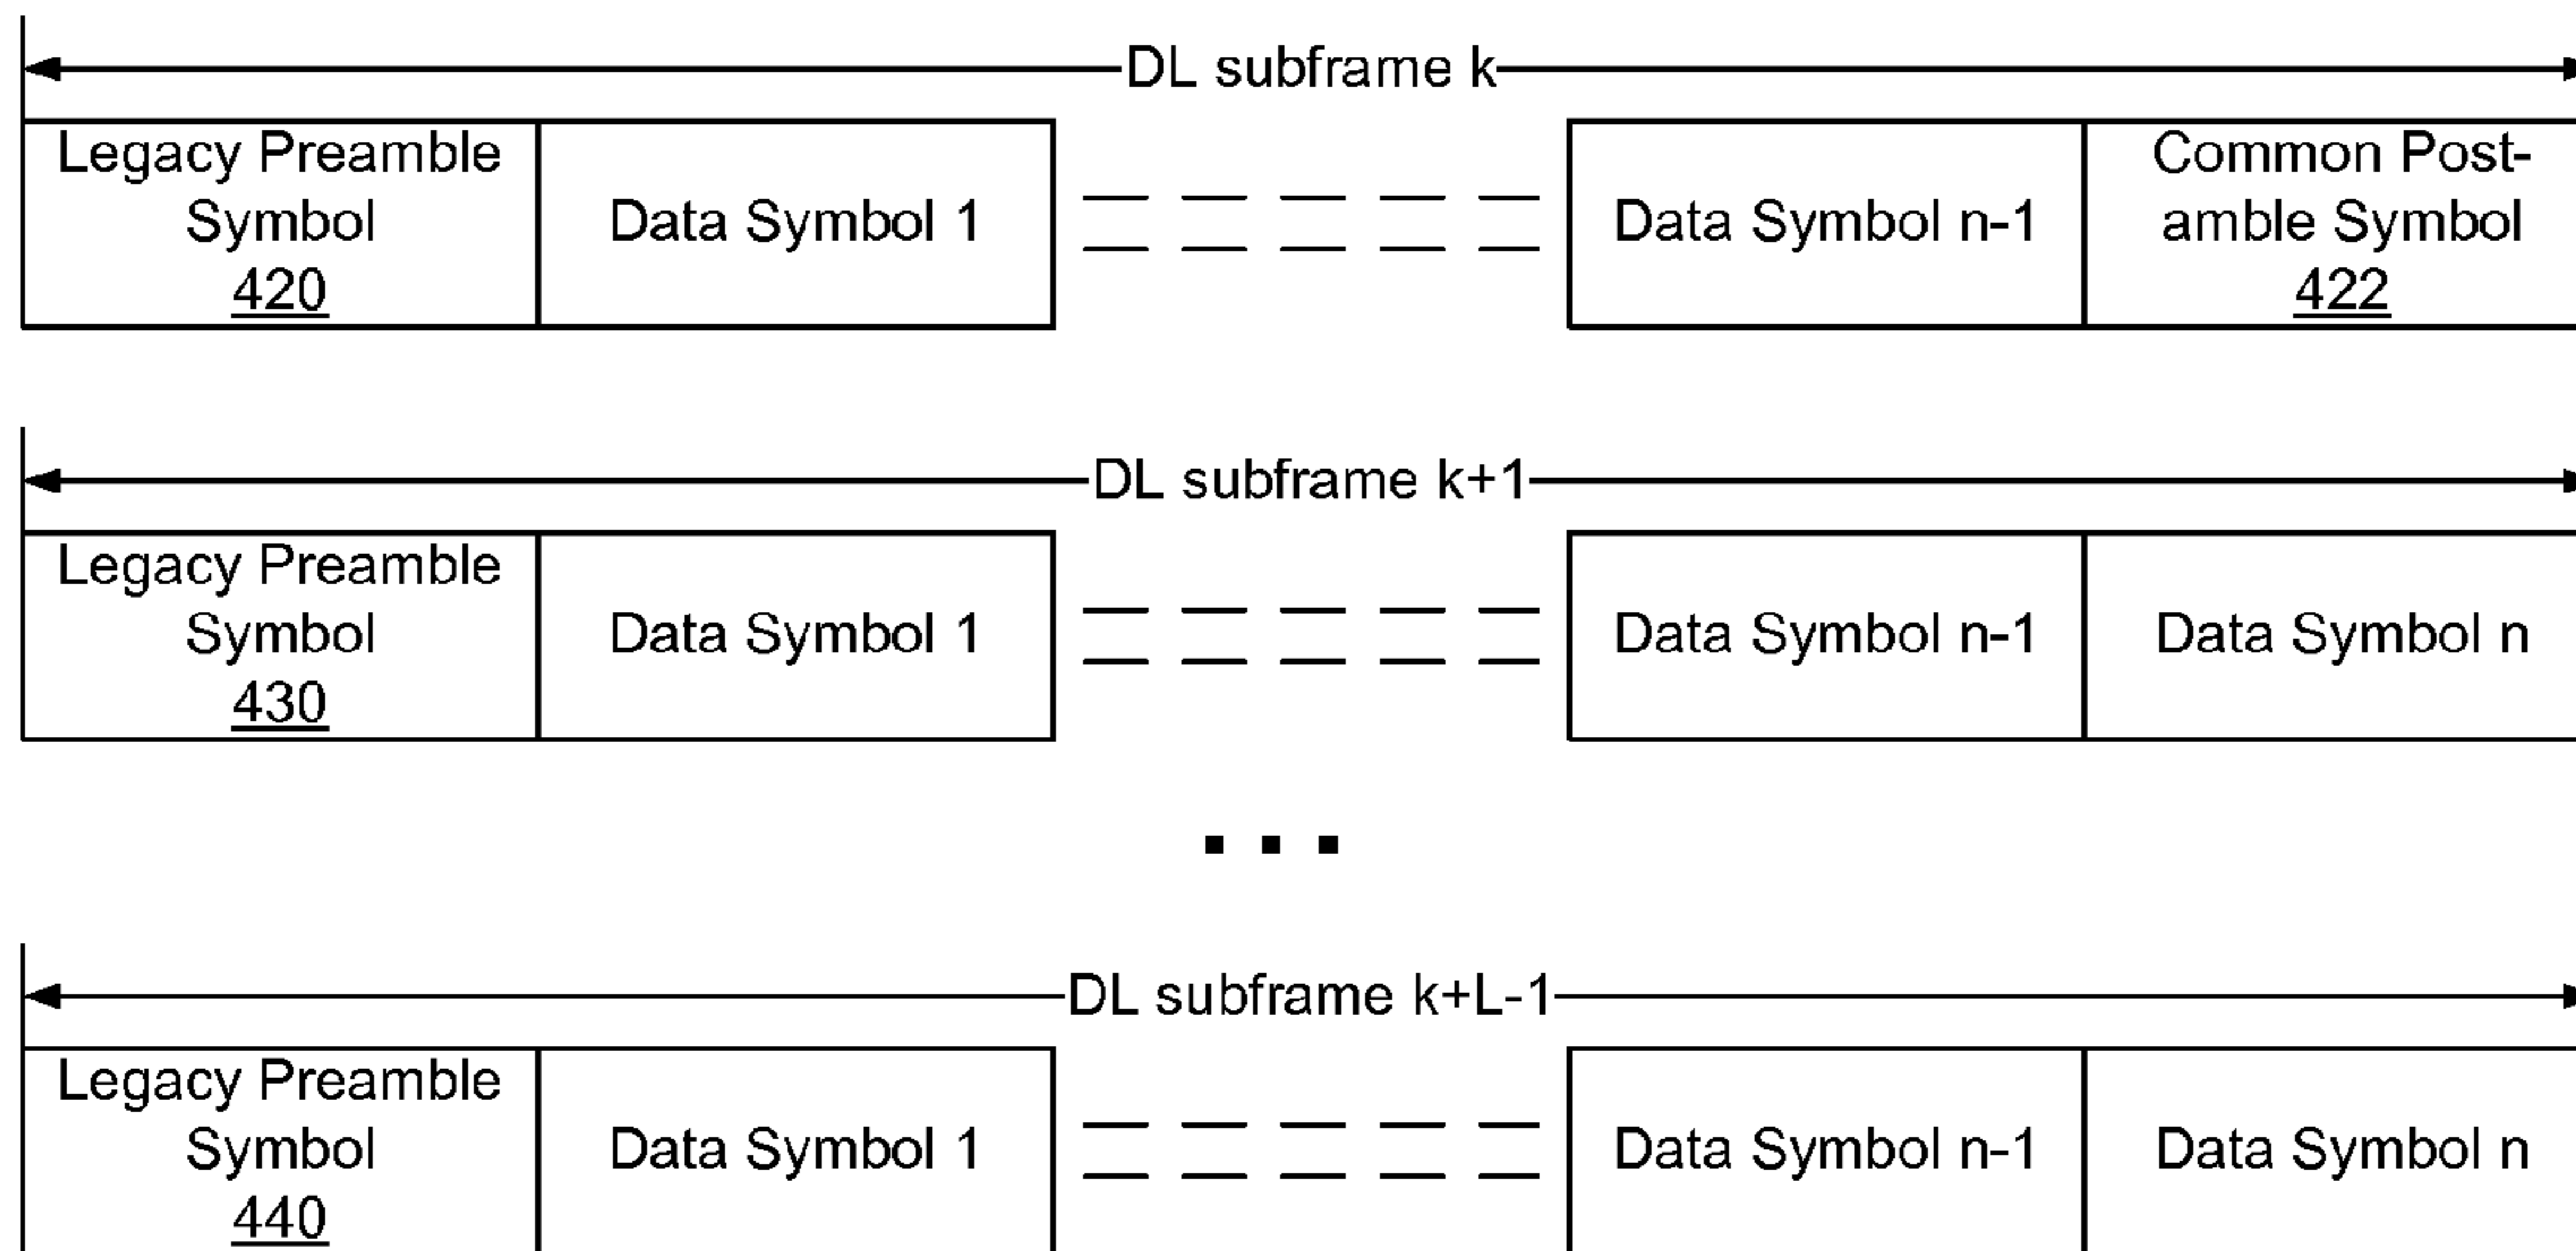 DL subframe k
Legacy Preamble
Symbol
420
Data Symbol 1
Data Symbol n-1
Common Post-
amble Symbol
422
DL subframe k+1
Legacy Preamble
Symbol
430
Data Symbol 1
Data Symbol n-1
Data Symbol n
...
DL subframe k+L-1
Legacy Preamble
Symbol
440
Data Symbol 1
Data Symbol n-1
Data Symbol n